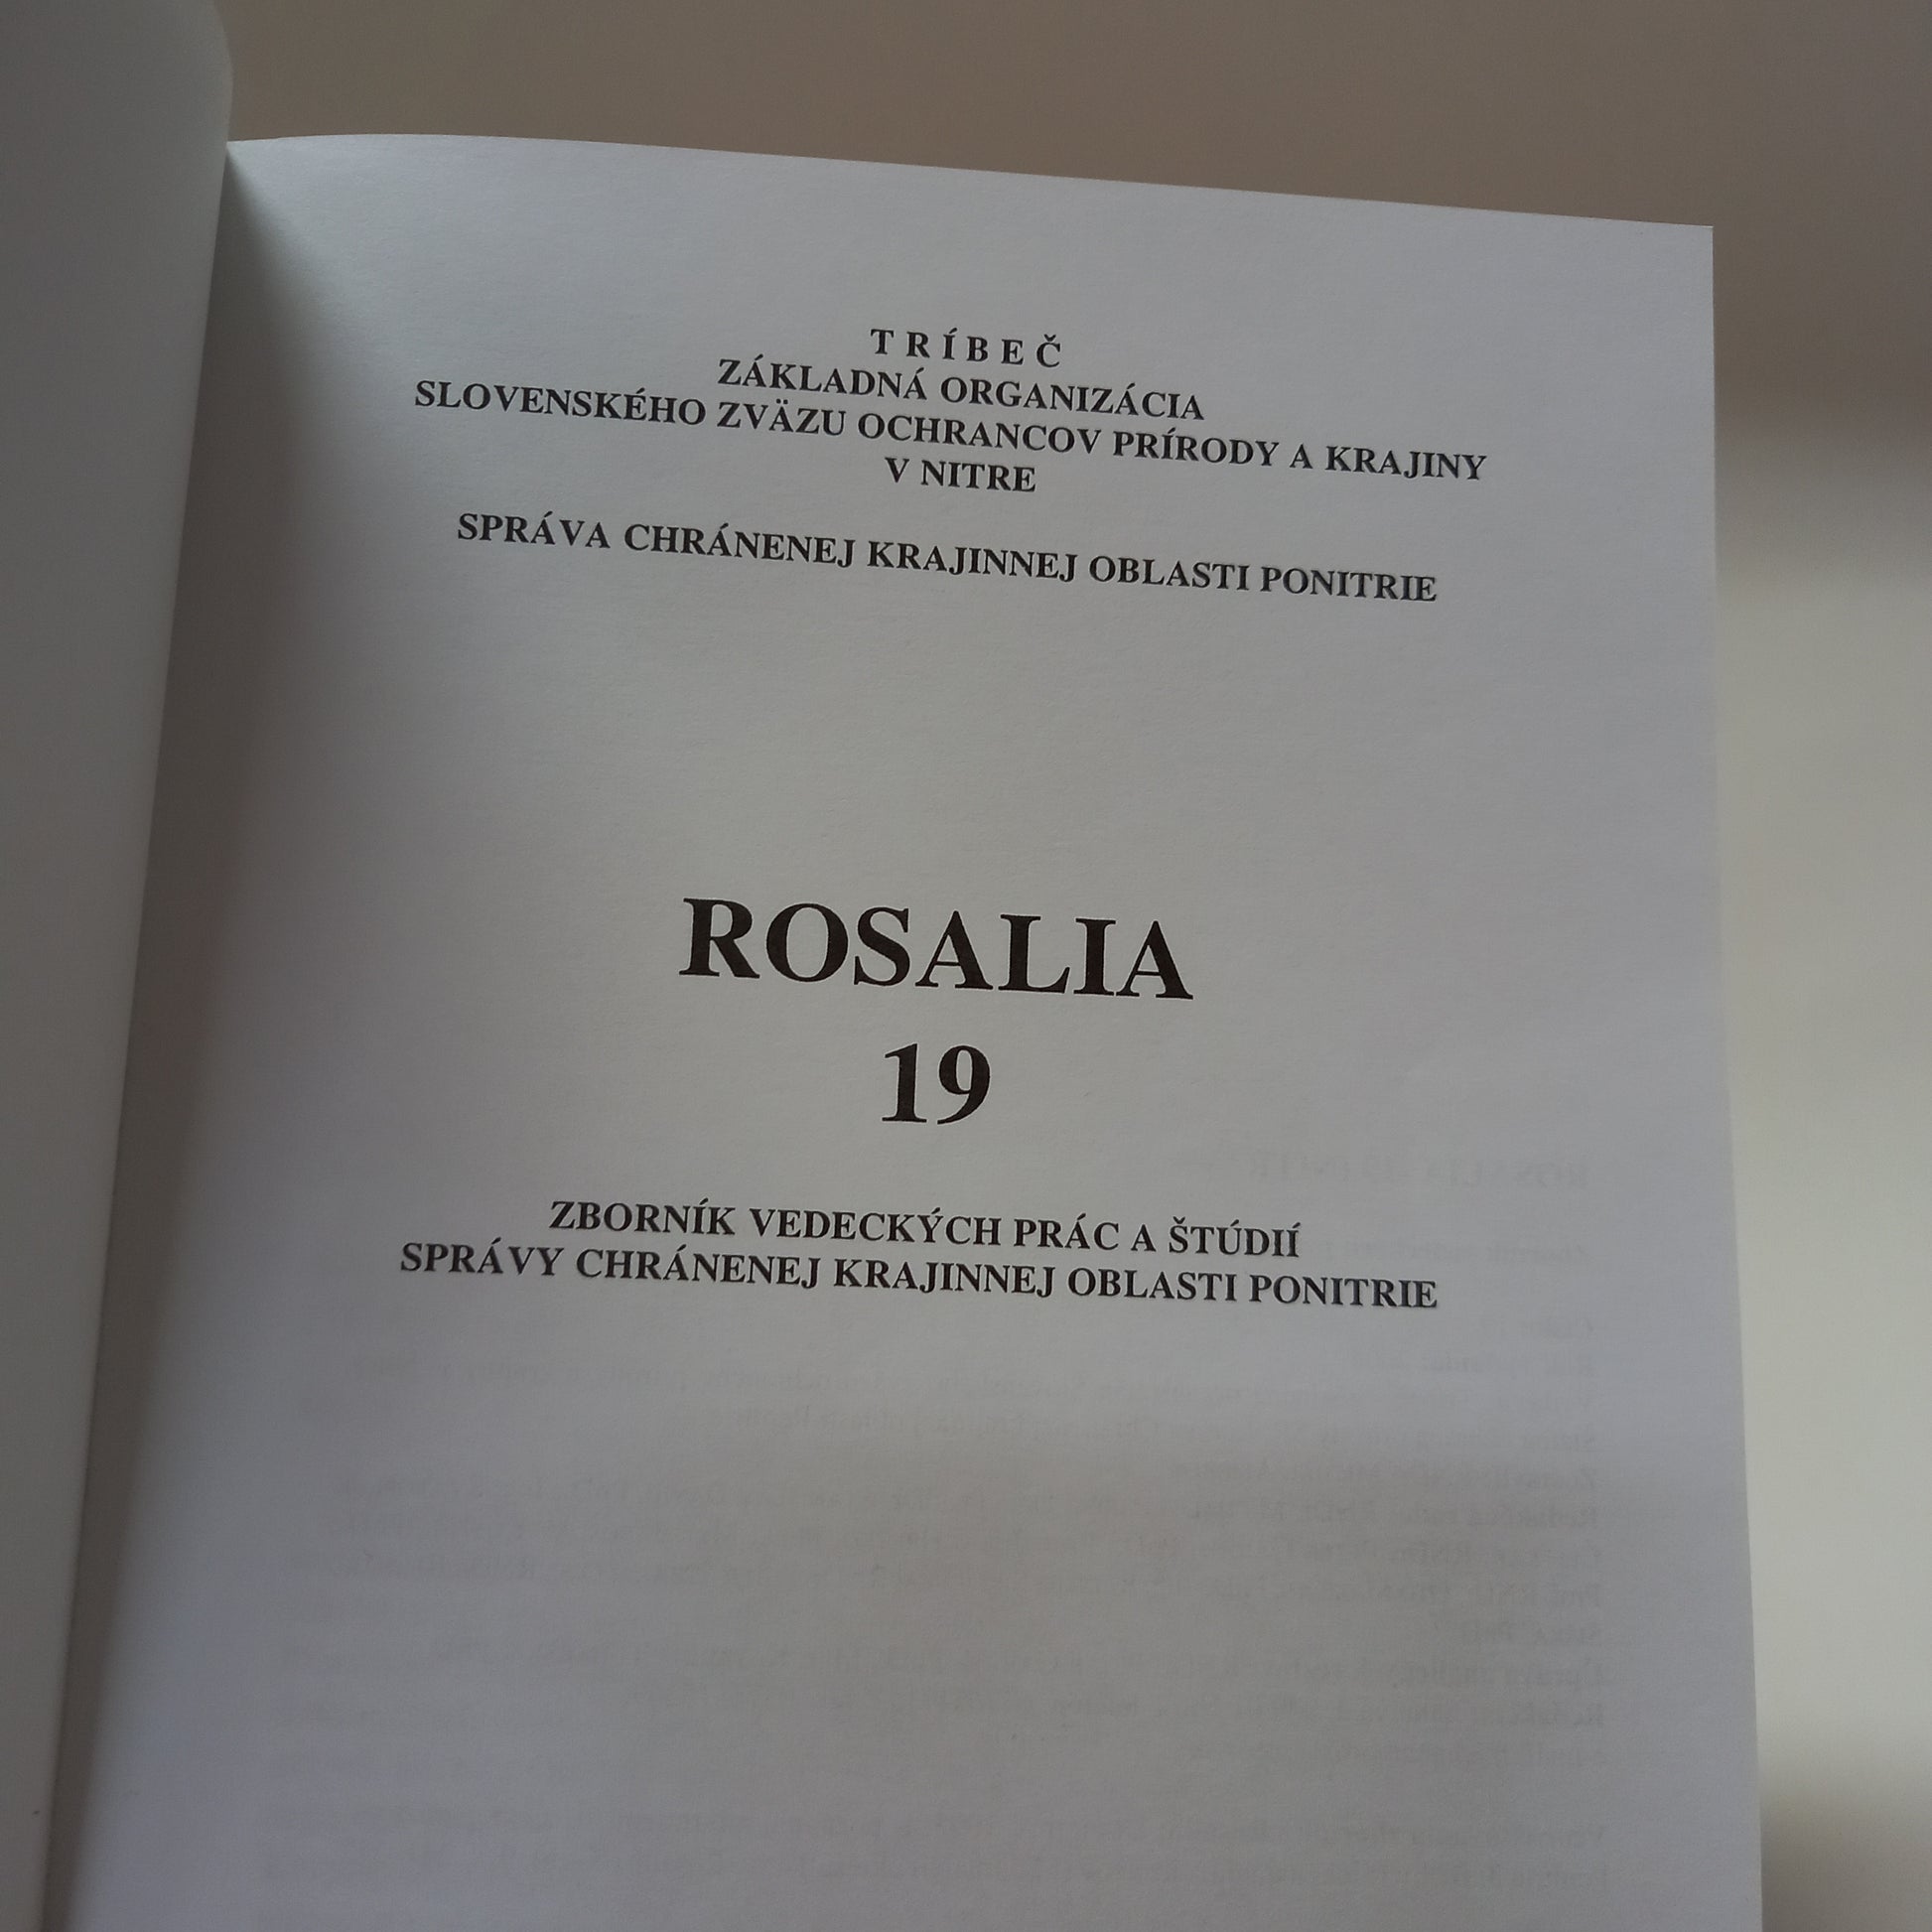 T R Í B E Č
ZÁKLADNÁ ORGANIZÁCIA
SLOVENSKÉHO ZVÄZU OCHRANCOV PRÍRODY A KRAJINY
V NITRE
SPRÁVA CHRÁNENEJ KRAJINNEJ OBLASTI PONITRIE
ROSALIA
19
ZBORNÍK VEDECKÝCH PRÁC A ŠTÚDIÍ
SPRÁVY CHRÁNENEJ KRAJINNEJ OBLASTI PONITRIE